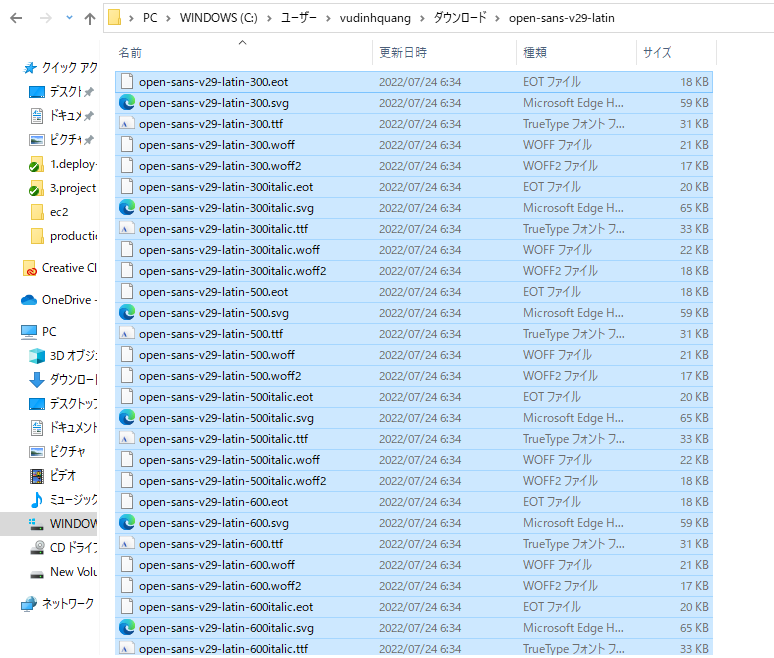 PC > WINDOWS (C:) > ユーザー > vudinhquang > ダウンロード > open-sans-v29-latin
名前 更新日時 種類 サイズ
クイック アク
デスクト
ドキュメ
ピクチャ
1.deploy-
3.project
ec2
productio
Creative Cl
OneDrive -
PC
3D オブジェ
ダウンロード
デスクトップ
ドキュメント
ピクチャ
ビデオ
ミュージック
WINDOW
CD ドライブ
New Volu
ネットワーク
open-sans-v29-latin-300.eot 2022/07/24 6:34 EOT ファイル 18 KB
open-sans-v29-latin-300.svg 2022/07/24 6:34 Microsoft Edge H... 59 KB
open-sans-v29-latin-300.ttf 2022/07/24 6:34 TrueType フォント フ... 31 KB
open-sans-v29-latin-300.woff 2022/07/24 6:34 WOFF ファイル 21 KB
open-sans-v29-latin-300.woff2 2022/07/24 6:34 WOFF2 ファイル 17 KB
open-sans-v29-latin-300italic.eot 2022/07/24 6:34 EOT ファイル 20 KB
open-sans-v29-latin-300italic.svg 2022/07/24 6:34 Microsoft Edge H... 65 KB
open-sans-v29-latin-300italic.ttf 2022/07/24 6:34 TrueType フォント フ... 33 KB
open-sans-v29-latin-300italic.woff 2022/07/24 6:34 WOFF ファイル 22 KB
open-sans-v29-latin-300italic.woff2 2022/07/24 6:34 WOFF2 ファイル 18 KB
open-sans-v29-latin-500.eot 2022/07/24 6:34 EOT ファイル 18 KB
open-sans-v29-latin-500.svg 2022/07/24 6:34 Microsoft Edge H... 59 KB
open-sans-v29-latin-500.ttf 2022/07/24 6:34 TrueType フォント フ... 31 KB
open-sans-v29-latin-500.woff 2022/07/24 6:34 WOFF ファイル 21 KB
open-sans-v29-latin-500.woff2 2022/07/24 6:34 WOFF2 ファイル 17 KB
open-sans-v29-latin-500italic.eot 2022/07/24 6:34 EOT ファイル 20 KB
open-sans-v29-latin-500italic.svg 2022/07/24 6:34 Microsoft Edge H... 65 KB
open-sans-v29-latin-500italic.ttf 2022/07/24 6:34 TrueType フォント フ... 33 KB
open-sans-v29-latin-500italic.woff 2022/07/24 6:34 WOFF ファイル 22 KB
open-sans-v29-latin-500italic.woff2 2022/07/24 6:34 WOFF2 ファイル 18 KB
open-sans-v29-latin-600.eot 2022/07/24 6:34 EOT ファイル 18 KB
open-sans-v29-latin-600.svg 2022/07/24 6:34 Microsoft Edge H... 59 KB
open-sans-v29-latin-600.ttf 2022/07/24 6:34 TrueType フォント フ... 31 KB
open-sans-v29-latin-600.woff 2022/07/24 6:34 WOFF ファイル 21 KB
open-sans-v29-latin-600.woff2 2022/07/24 6:34 WOFF2 ファイル 17 KB
open-sans-v29-latin-600italic.eot 2022/07/24 6:34 EOT ファイル 20 KB
open-sans-v29-latin-600italic.svg 2022/07/24 6:34 Microsoft Edge H... 65 KB
open-sans-v29-latin-600italic.ttf 2022/07/24 6:34 TrueType フォント フ... 33 KB